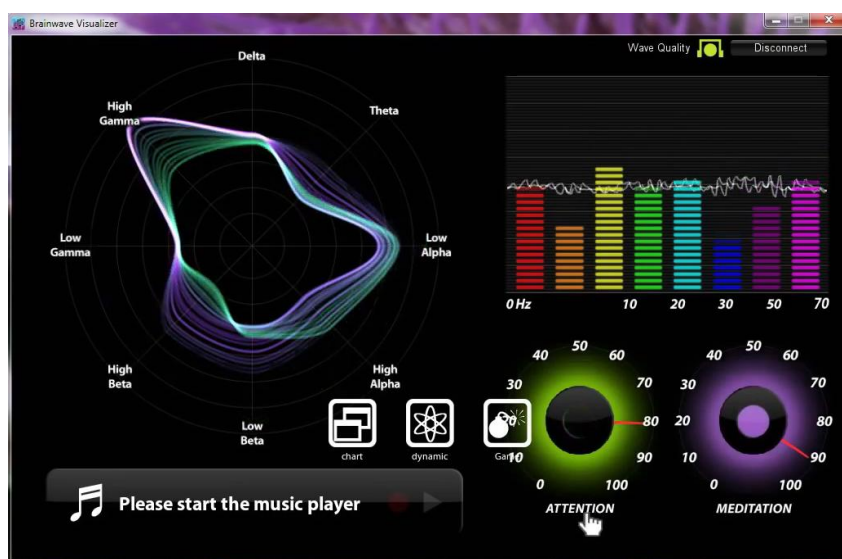 Brainwave Visualizer
Wave Quality
Disconnect
Delta
Theta
Low
Alpha
High
Alpha
Low
Beta
High
Beta
Low
Gamma
High
Gamma
0 Hz 10 20 30 50 70
0 10 20 30 40 50 60 70 80 90 100
ATTENTION
0 10 20 30 40 50 60 70 80 90 100
MEDITATION
chart
dynamic
Game
Please start the music player